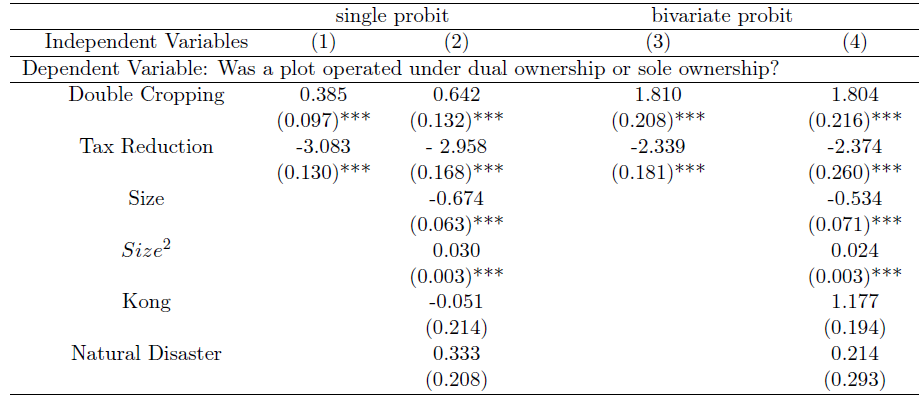 single probit bivariate probit
Independent Variables (1) (2) (3) (4)
Dependent Variable: Was a plot operated under dual ownership or sole ownership?
Double Cropping 0.385 0.642 1.810 1.804
(0.097)*** (0.132)*** (0.208)*** (0.216)***
Tax Reduction -3.083 - 2.958 -2.339 -2.374
(0.130)*** (0.168)*** (0.181)*** (0.260)***
Size -0.674 -0.534
(0.063)*** (0.071)***
Size² 0.030 0.024
(0.003)*** (0.003)***
Kong -0.051 1.177
(0.214) (0.194)
Natural Disaster 0.333 0.214
(0.208) (0.293)